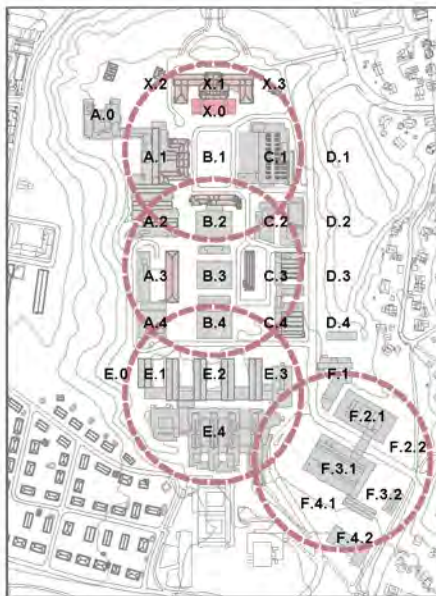 X.2 X.1 X.3
X.0
A.0
A.1 B.1 C.1 D.1
A.2 B.2 C.2 D.2
A.3 B.3 C.3 D.3
A.4 B.4 C.4 D.4
E.0 E.1 E.2 E.3 F.1
E.4
F.2.1
F.2.2
F.3.1
F.3.2
F.4.1
F.4.2